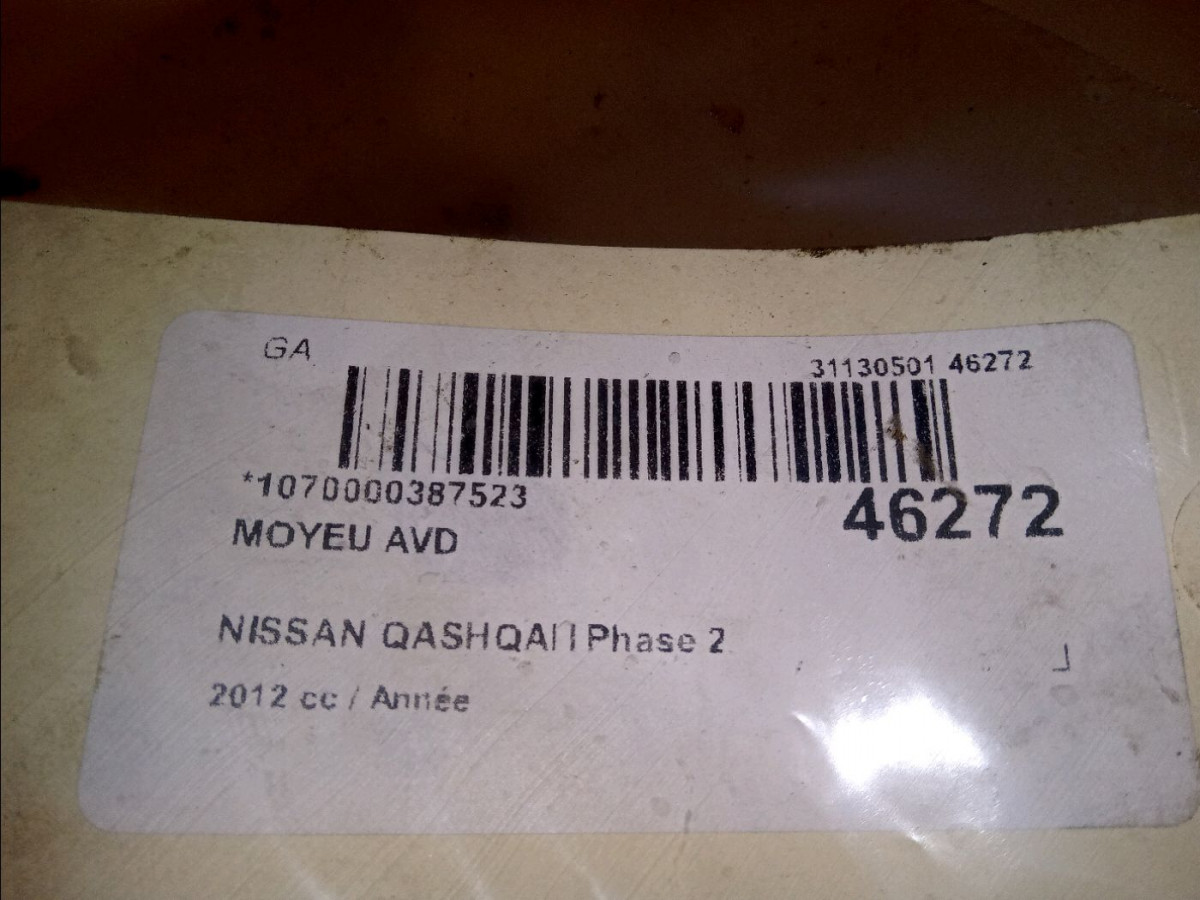 GA
31130501 46272
*1070000387523
46272
MOYEU AVD
NISSAN QASHQAI I Phase 2
2012 cc / Année